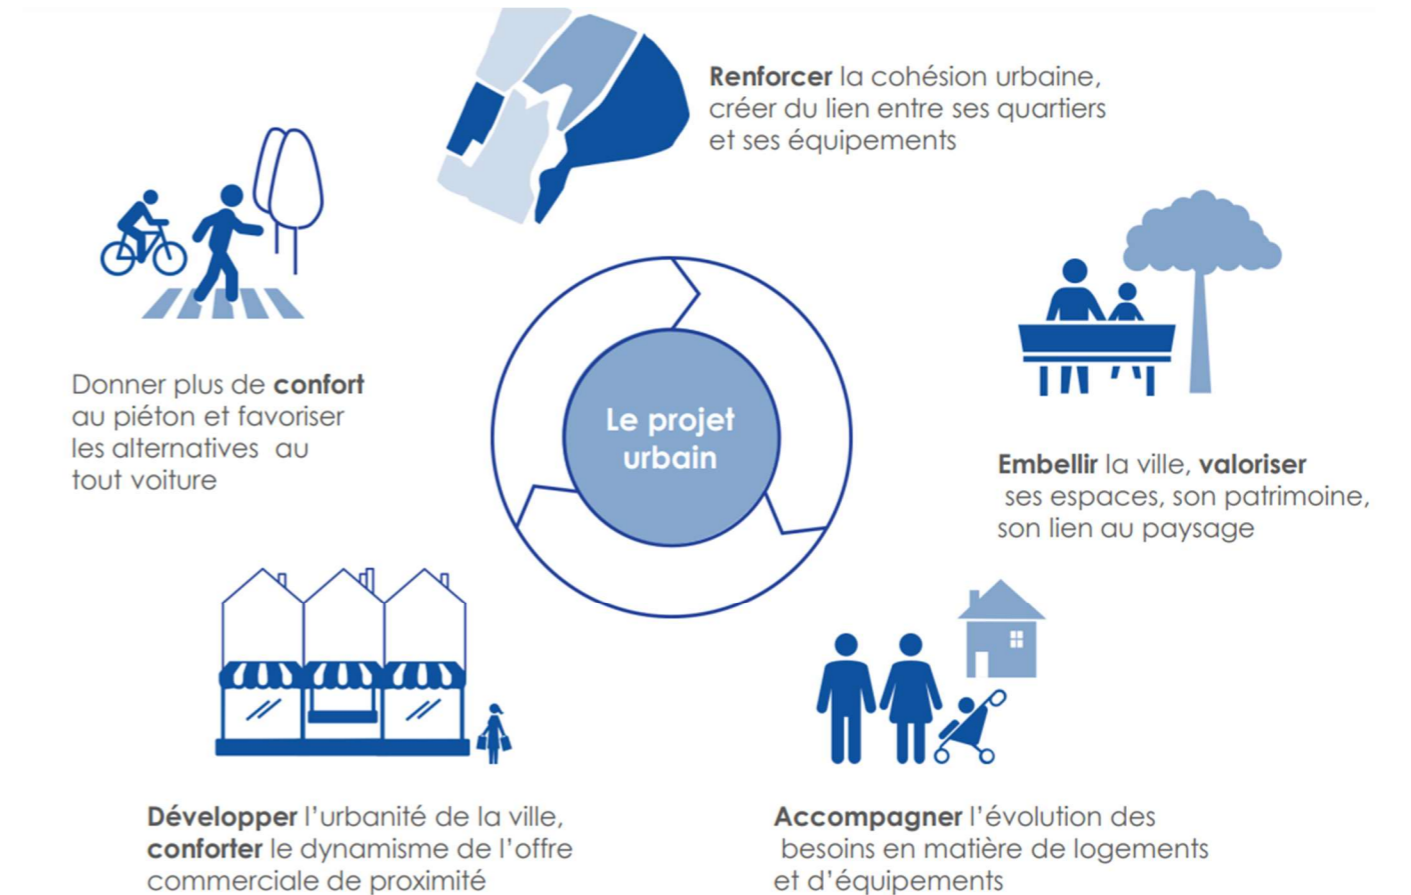 Renforcer la cohésion urbaine,
créer du lien entre ses quartiers
et ses équipements
Donner plus de confort
au piéton et favoriser
les alternatives au
tout voiture
Le projet
urbain
Embellir la ville, valoriser
ses espaces, son patrimoine,
son lien au paysage
Développer l'urbanité de la ville,
conforter le dynamisme de l'offre
commerciale de proximité
Accompagner l'évolution des
besoins en matière de logements
et d'équipements